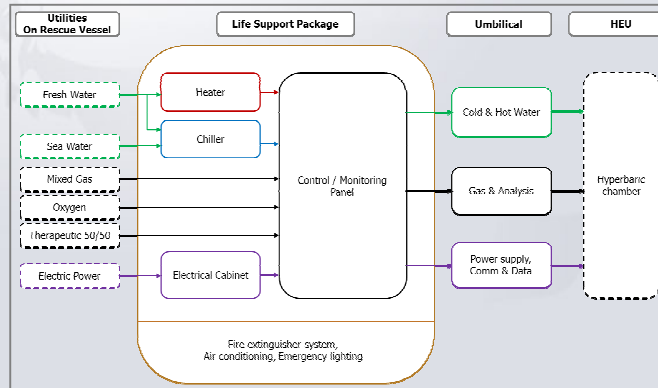 Utilities
On Rescue Vessel
Life Support Package
Umbilical
HEU
Fresh Water
Heater
Cold & Hot Water
Sea Water
Chiller
Mixed Gas
Control / Monitoring
Panel
Gas & Analysis
Hyperbaric
chamber
Oxygen
Therapeutic 50/50
Electric Power
Electrical Cabinet
Power supply,
Comm & Data
Fire extinguisher system,
Air conditioning, Emergency lighting